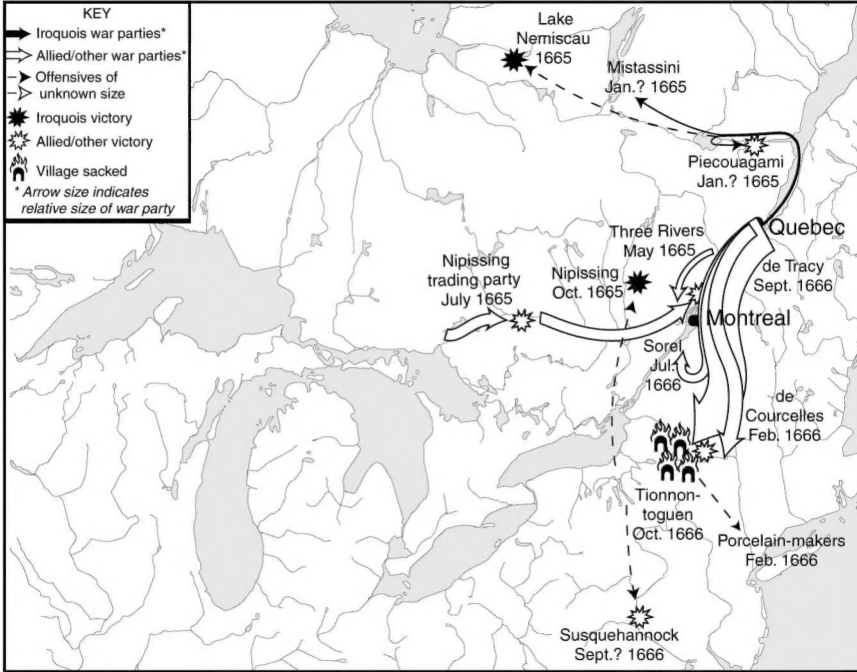 KEY
Iroquois war parties*
Allied/other war parties*
Offensives of
unknown size
Iroquois victory
Allied/other victory
Village sacked
* Arrow size indicates
relative size of war party
Lake
Nemiscau
1665
Mistassini
Jan.? 1665
Piecouagami
Jan.? 1665
Quebec
Three Rivers
May 1665
de Tracy
Sept. 1666
Nipissing
trading party
July 1665
Nipissing
Oct. 1665
Montreal
Sorel
Jul.
1666
de
Courcelles
Feb. 1666
Tionnon-
toguen
Oct. 1666
Porcelain-makers
Feb. 1666
Susquehannock
Sept.? 1666